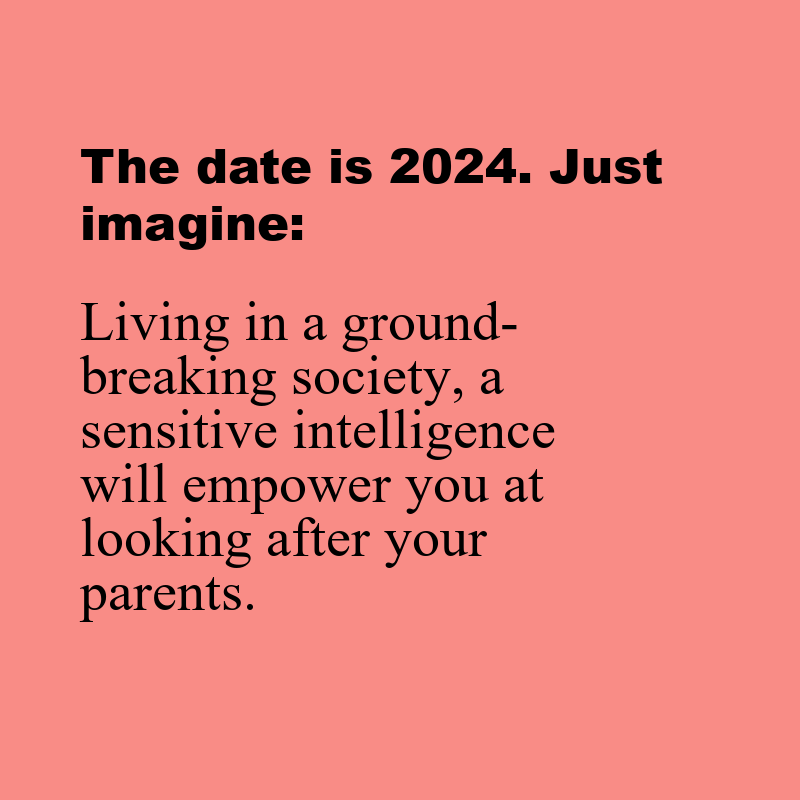 The date is 2024. Just
imagine:
Living in a ground-
breaking society, a
sensitive intelligence
will empower you at
looking after your
parents.